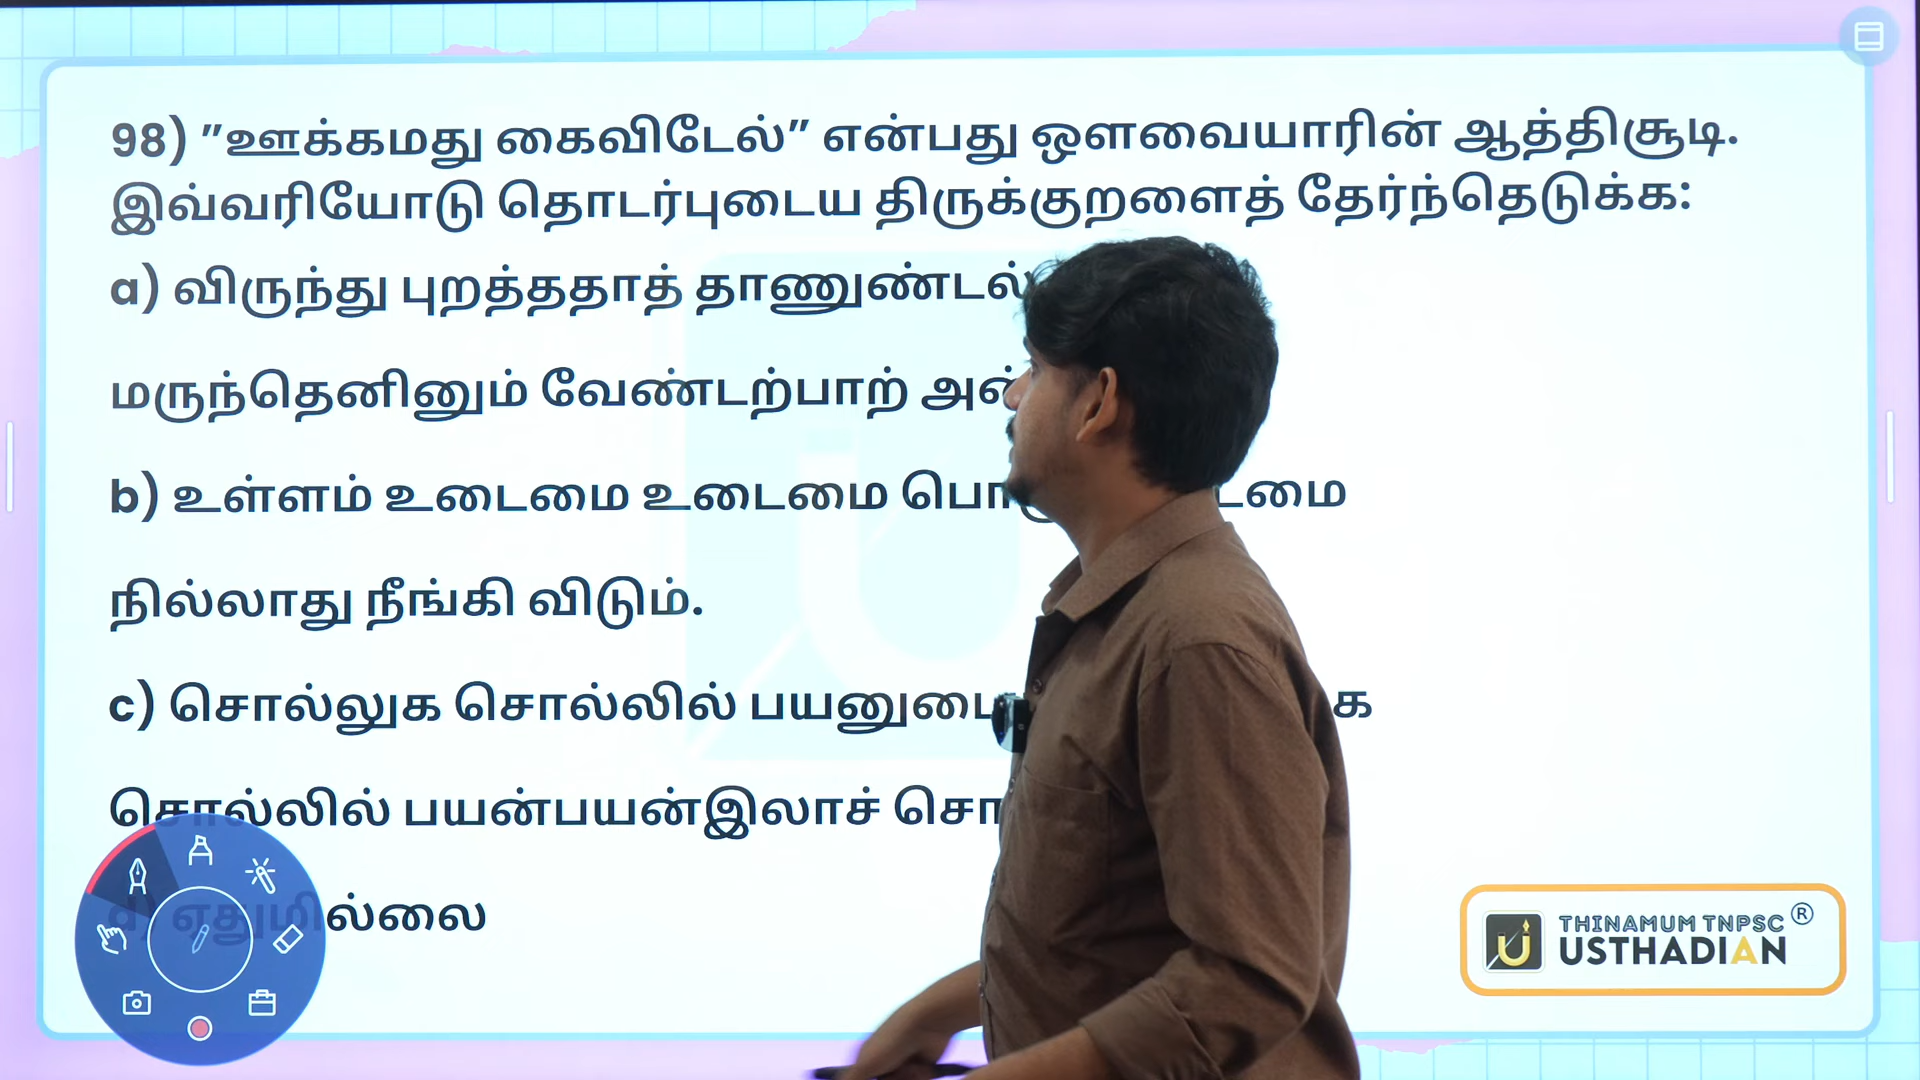 98) ”ஊக்கமது கைவிடேல்” என்பது ஔவையாரின் ஆத்திசூடி.
இவ்வரியோடு தொடர்புடைய திருக்குறளைத் தேர்ந்தெடுக்க:
a) விருந்து புறத்ததாத் தாணுண்டல்
மருந்தெனினும் வேண்டற்பாற்
b) உள்ளம் உடைமை உடைமை
நில்லாது நீங்கி விடும்.
c) சொல்லுக சொல்லில்
சொல்லில் பயன்பயன்இலாச்
d) ஏதுமில்லை
THINAMUM TNPSC ®
USTHADIAN